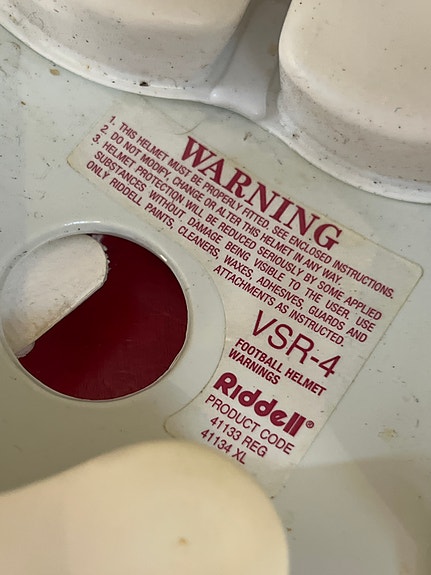 WARNING
1. THIS HELMET MUST BE PROPERLY FITTED, SEE ENCLOSED INSTRUCTIONS.
2. DO NOT MODIFY, CHANGE OR ALTER THIS HELMET IN ANY WAY.
3. HELMET PROTECTION WILL BE REDUCED SERIOUSLY BY SOME APPLIED
SUBSTANCES WITHOUT DAMAGE BEING VISIBLE TO THE USER. USE
ONLY RIDDELL PAINTS, CLEANERS, WAXES, ADHESIVES, GUARDS AND
ATTACHMENTS AS INSTRUCTED.
VSR-4
FOOTBALL HELMET
WARNINGS
Riddell®
PRODUCT CODE
41133 REG
41134 XL